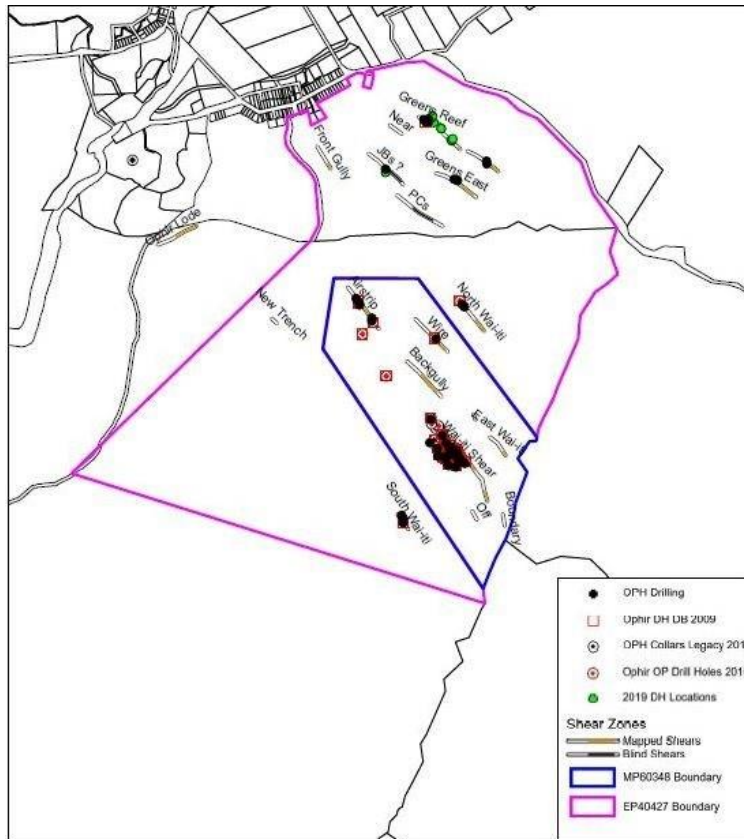 Greens Reef
Near
Front Gully
JBs ?
Greens East
PCs
Ophir Lode
New Trench
Airstrip
North Wai-iti
Wire
Backgully
East Wai-iti
Wai-iti Shear
Off
Boundary
South Wai-iti
OPH Drilling
Ophir DH DB 2009
OPH Collars Legacy 201
Ophir OP Drill Holes 201
2019 DH Locations
Shear Zones
Mapped Shears
Blind Shears
MP60348 Boundary
EP40427 Boundary